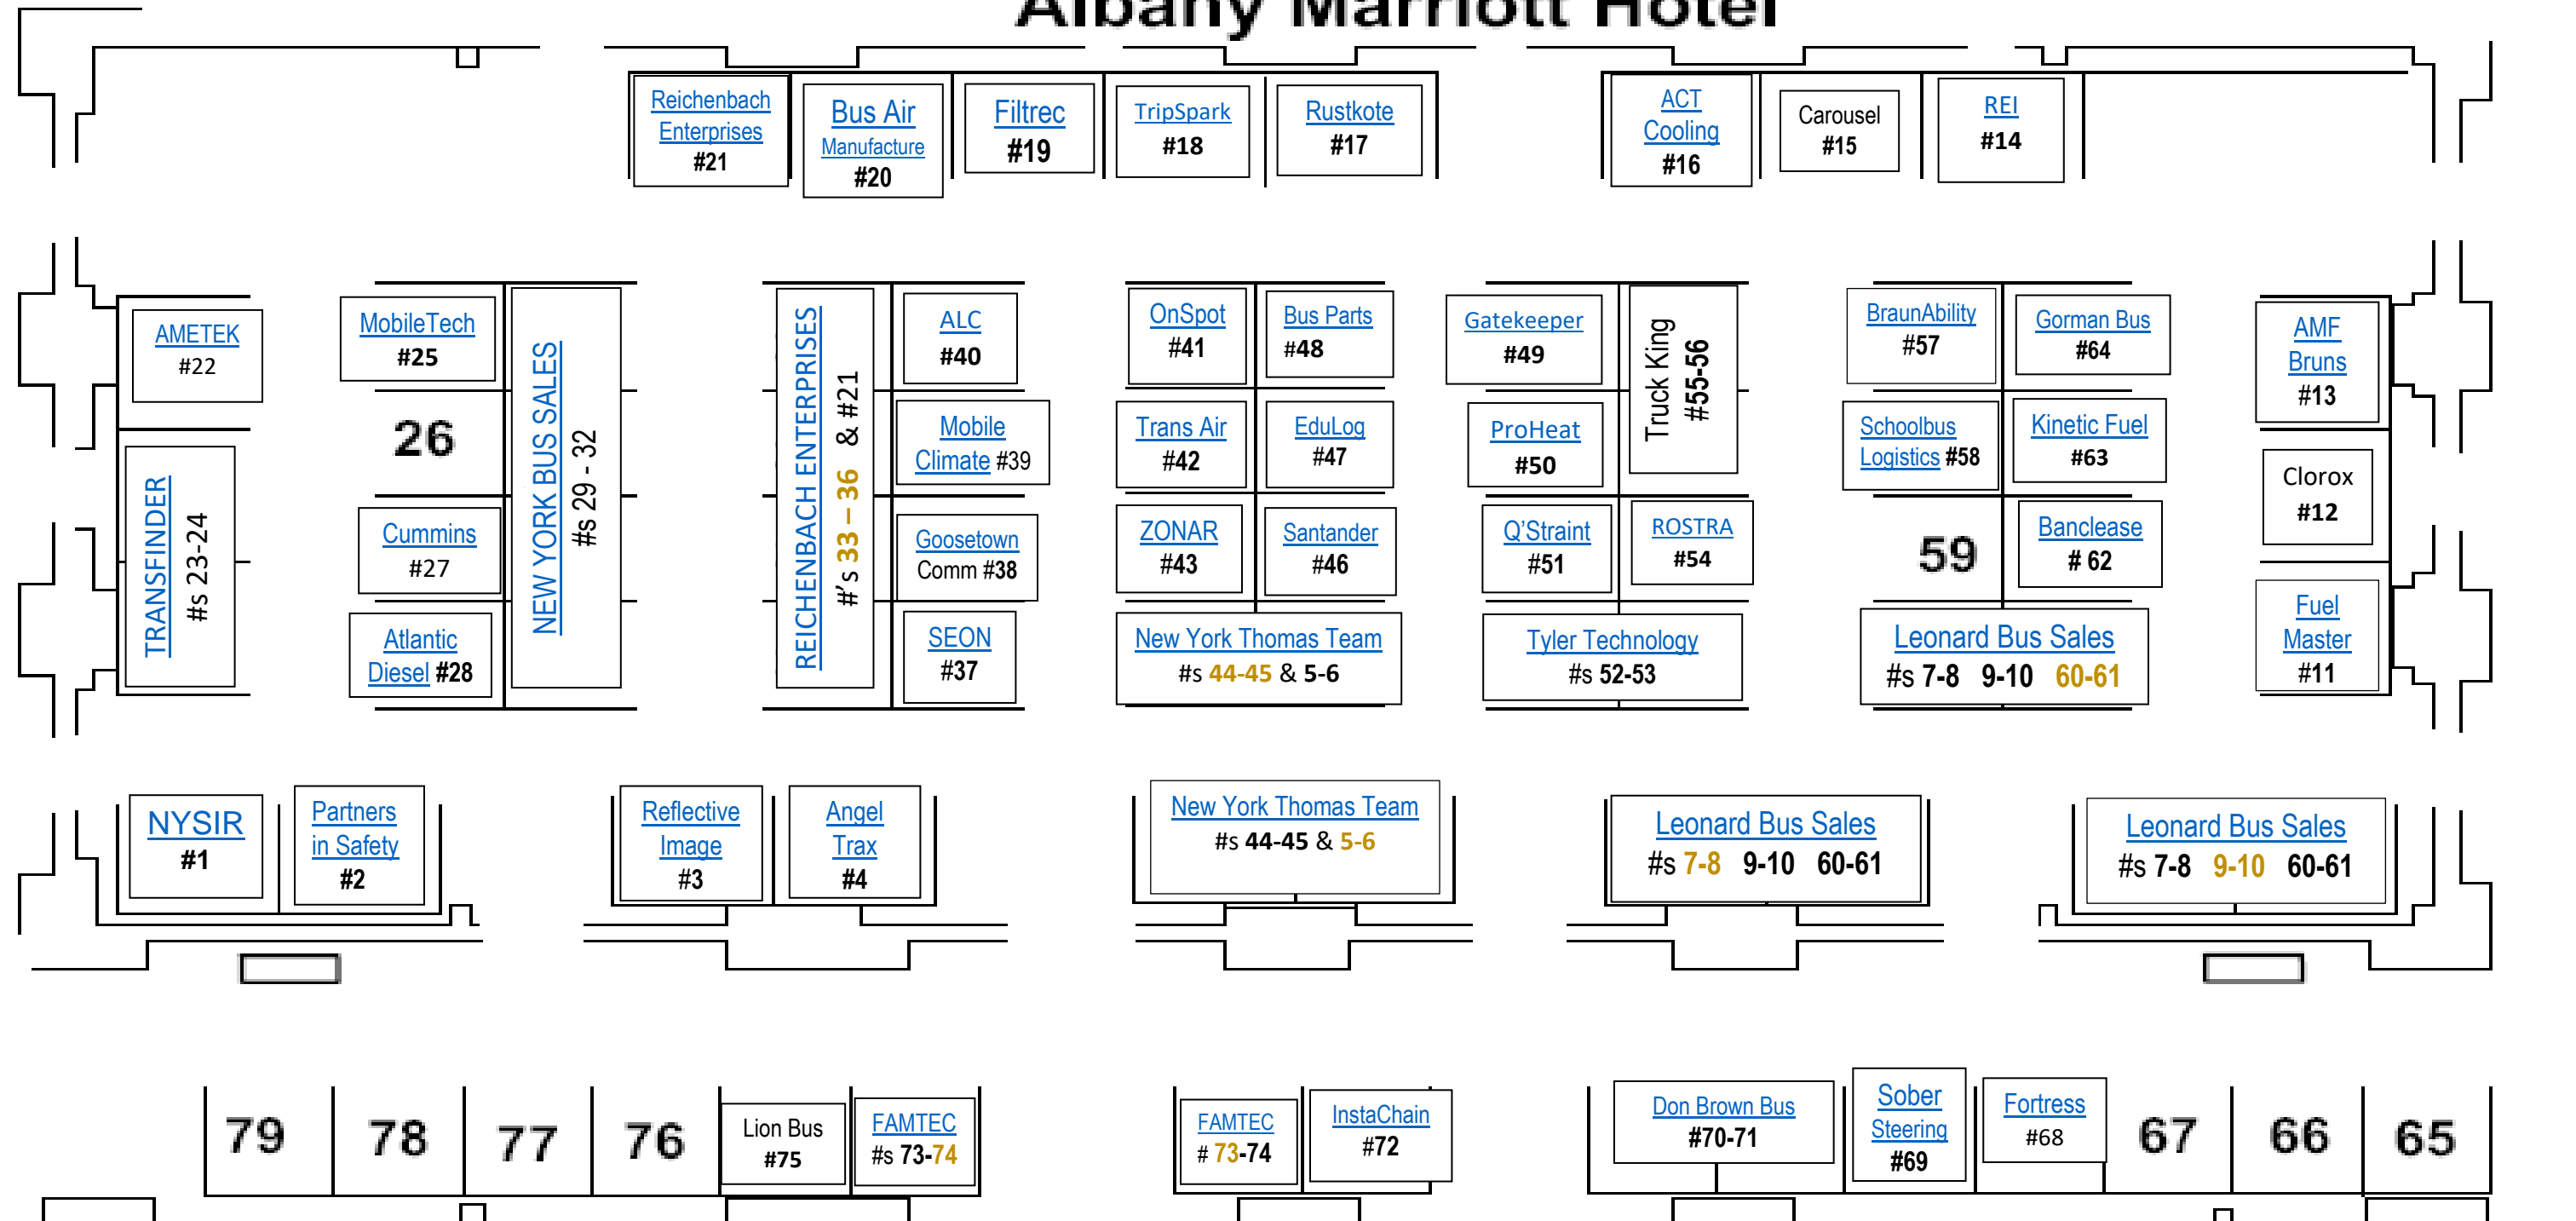 Albany Marriott Hotel
Reichenbach
Enterprises
#21
Bus Air
Manufacture
#20
Filtrec
#19
TripSpark
#18
Rustkote
#17
ACT
Cooling
#16
Carousel
#15
REI
#14
AMETEK
#22
TRANSFINDER
#s 23-24
MobileTech
#25
26
Cummins
#27
Atlantic
Diesel #28
NEW YORK BUS SALES
#s 29 - 32
REICHENBACH ENTERPRISES
#'s 33 – 36 & #21
ALC
#40
Mobile
Climate #39
Goosetown
Comm #38
SEON
#37
OnSpot
#41
Bus Parts
#48
Trans Air
#42
EduLog
#47
ZONAR
#43
Santander
#46
New York Thomas Team
#s 44-45 & 5-6
Gatekeeper
#49
Truck King
#55-56
ProHeat
#50
Q'Straint
#51
ROSTRA
#54
Tyler Technology
#s 52-53
BraunAbility
#57
Gorman Bus
#64
Schoolbus
Logistics #58
Kinetic Fuel
#63
59
Banclease
# 62
Leonard Bus Sales
#s 7-8 9-10 60-61
AMF
Bruns
#13
Clorox
#12
Fuel
Master
#11
NYSIR
#1
Partners
in Safety
#2
Reflective
Image
#3
Angel
Trax
#4
New York Thomas Team
#s 44-45 & 5-6
Leonard Bus Sales
#s 7-8 9-10 60-61
Leonard Bus Sales
#s 7-8 9-10 60-61
79
78
77
76
Lion Bus
#75
FAMTEC
#s 73-74
FAMTEC
# 73-74
InstaChain
#72
Don Brown Bus
#70-71
Sober
Steering
#69
Fortress
#68
67
66
65